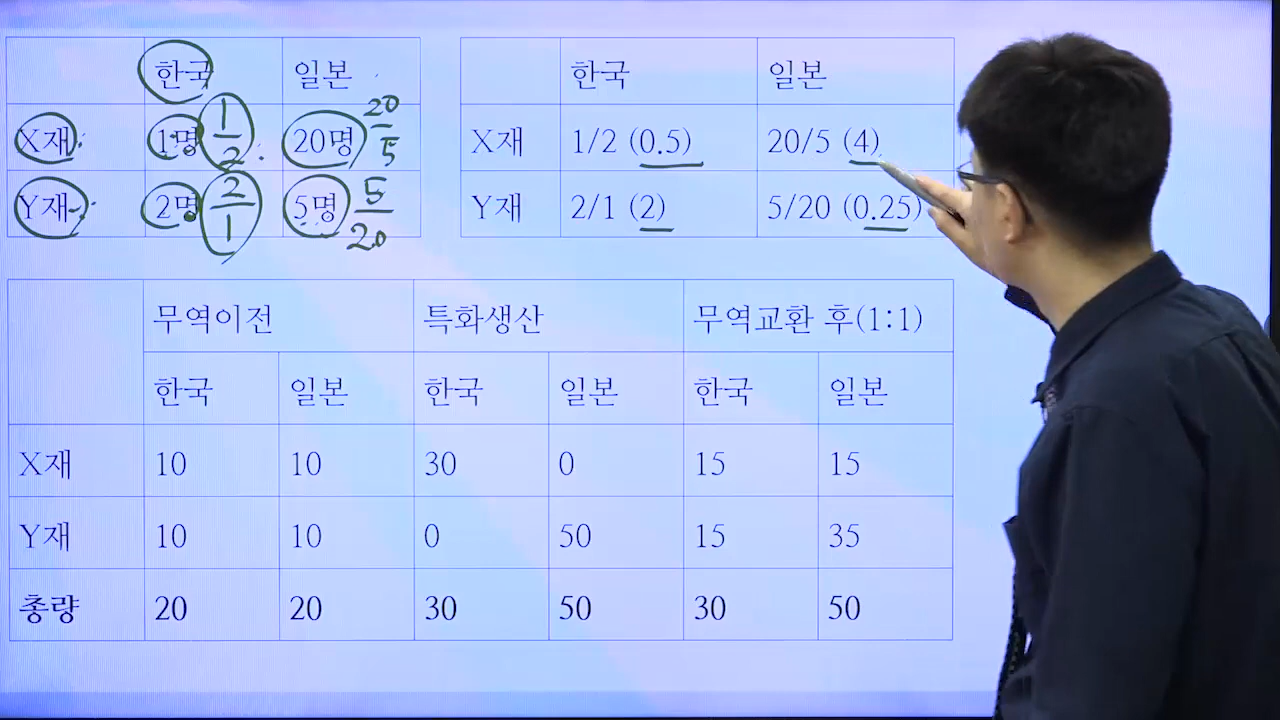 한국 일본
X재 1명 1/2 20명 20/5
Y재 2명 2/1 5명 5/20
한국 일본
X재 1/2 (0.5) 20/5 (4)
Y재 2/1 (2) 5/20 (0.25)
무역이전 특화생산 무역교환 후(1:1)
한국 일본 한국 일본 한국 일본
X재 10 10 30 0 15 15
Y재 10 10 0 50 15 35
총량 20 20 30 50 30 50